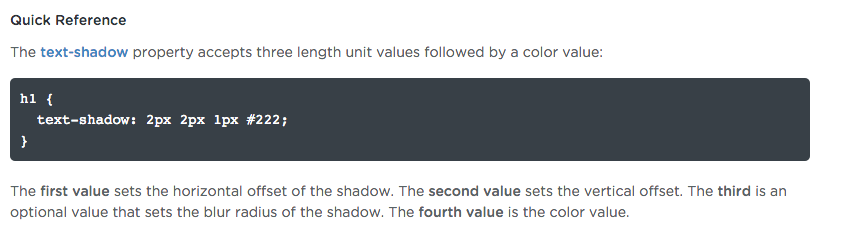 Quick Reference
The text-shadow property accepts three length unit values followed by a color value:
h1 {
  text-shadow: 2px 2px 1px #222;
}
The first value sets the horizontal offset of the shadow. The second value sets the vertical offset. The third is an
optional value that sets the blur radius of the shadow. The fourth value is the color value.